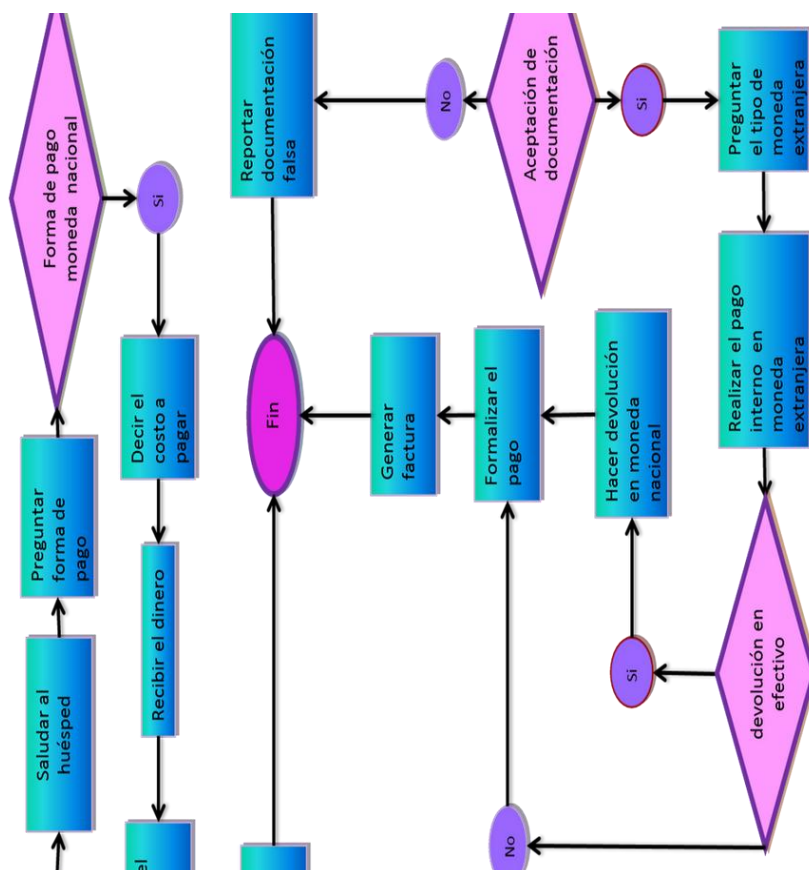 Saludar al
huésped
Preguntar
forma de
pago
Forma de pago
moneda nacional
Si
Decir el
costo a
pagar
Recibir el dinero
el
Aceptación de
documentación
No
Reportar
documentación
falsa
Si
Preguntar
el tipo de
moneda
extranjera
Realizar el pago
interno en
moneda
extranjera
devolución en
efectivo
Si
Hacer devolución
en moneda
nacional
No
Formalizar el
pago
Generar
factura
Fin